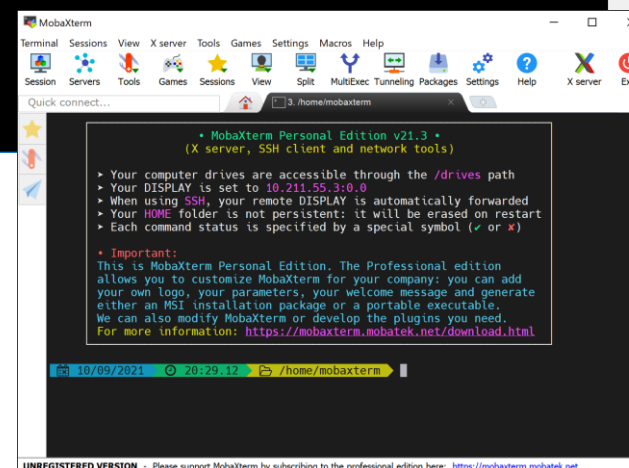 MobaXterm
Terminal Sessions View X server Tools Games Settings Macros Help
Session Servers Tools Games Sessions View Split MultiExec Tunneling Packages Settings Help X server
Quick connect... 3. /home/mobaxterm
• MobaXterm Personal Edition v21.3 •
(X server, SSH client and network tools)
➤ Your computer drives are accessible through the /drives path
➤ Your DISPLAY is set to 10.211.55.3:0.0
➤ When using SSH, your remote DISPLAY is automatically forwarded
➤ Your HOME folder is not persistent: it will be erased on restart
➤ Each command status is specified by a special symbol (✔ or ✘)
• Important:
This is MobaXterm Personal Edition. The Professional edition
allows you to customize MobaXterm for your company: you can add
your own logo, your parameters, your welcome message and generate
either an MSI installation package or a portable executable.
We can also modify MobaXterm or develop the plugins you need.
For more information: https://mobaxterm.mobatek.net/download.html
10/09/2021 20:29.12 /home/mobaxterm
UNREGISTERED VERSION - Please support MobaXterm by subscribing to the professional edition here: https://mobaxterm.mobatek.net